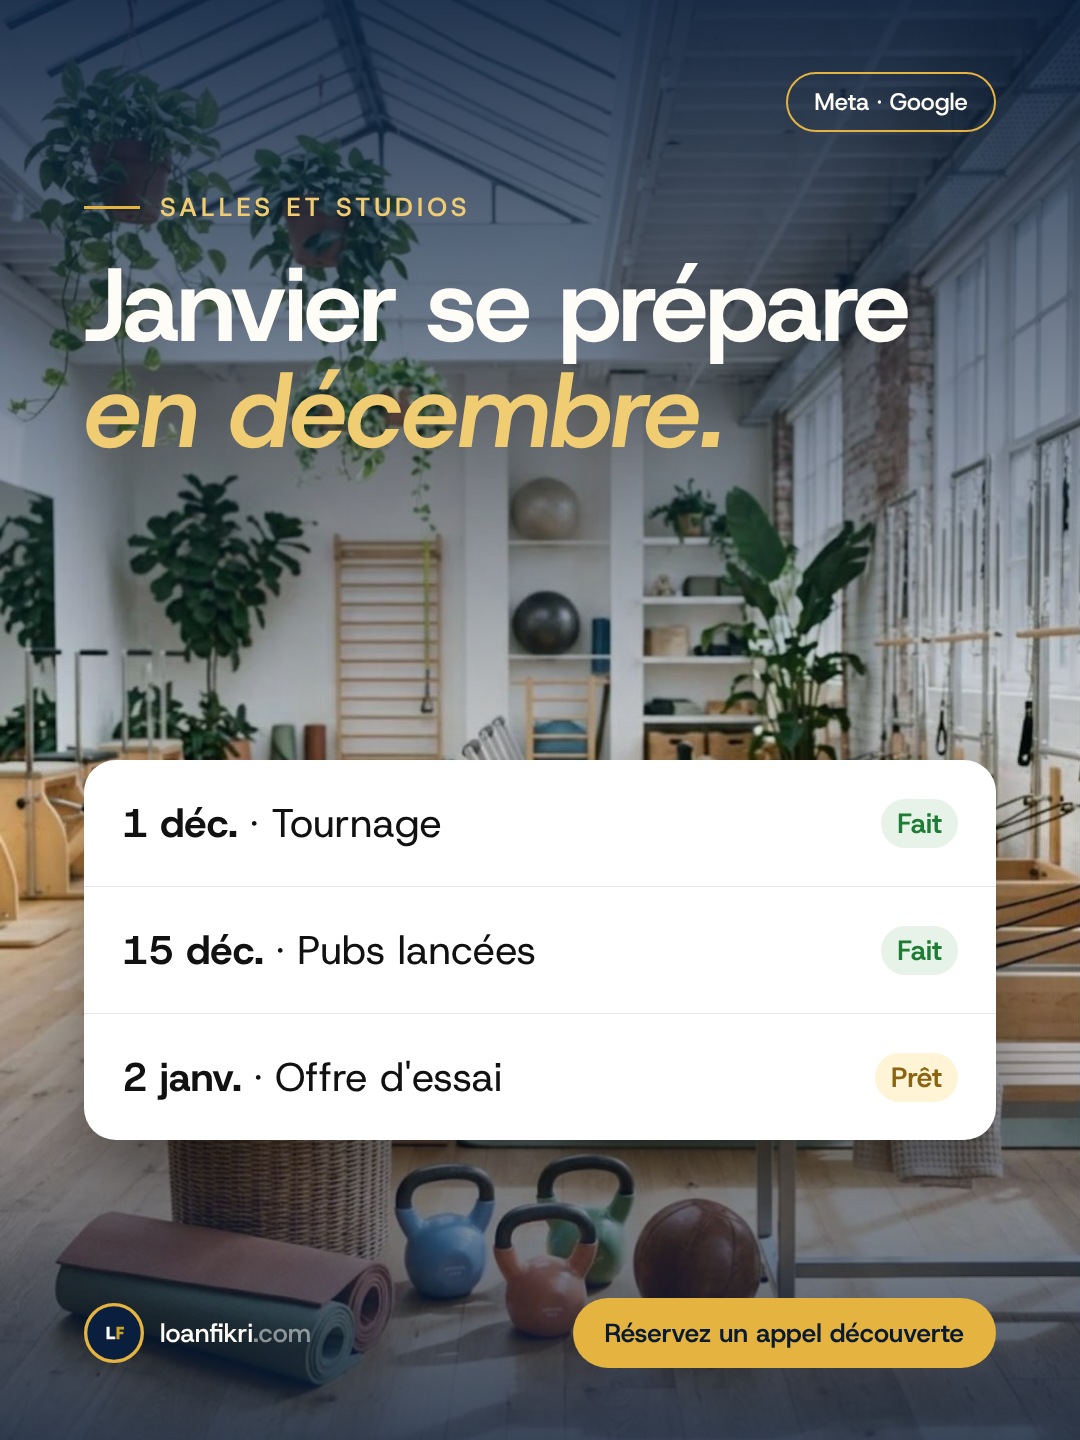 Meta · Google
SALLES ET STUDIOS
Janvier se prépare
en décembre.
1 déc. · Tournage
Fait
15 déc. · Pubs lancées
Fait
2 janv. · Offre d'essai
Prêt
LF
loanfikri.com
Réservez un appel découverte